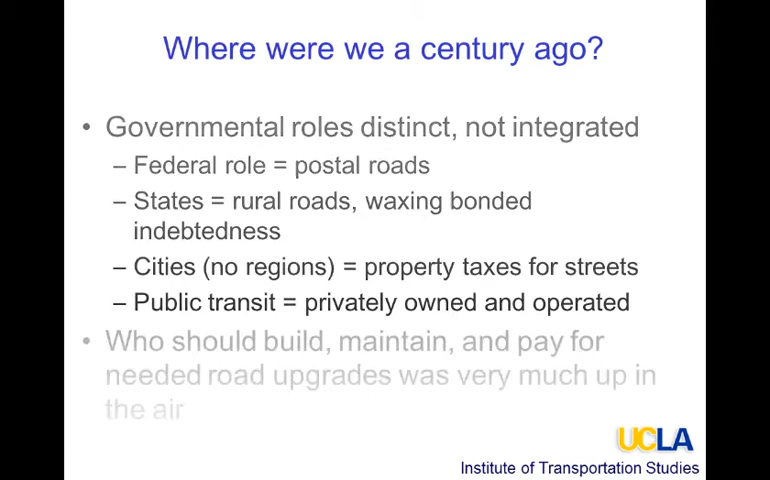 Where were we a century ago?
• Governmental roles distinct, not integrated
– Federal role = postal roads
– States = rural roads, waxing bonded
indebtedness
– Cities (no regions) = property taxes for streets
– Public transit = privately owned and operated
• Who should build, maintain, and pay for
needed road upgrades was very much up in
the air
UCLA
Institute of Transportation Studies